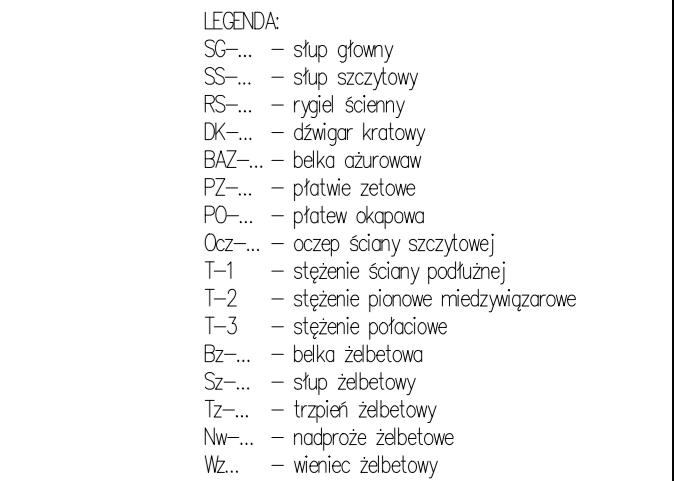 LEGENDA:
SG-... - słup głowny
SS-... - słup szczytowy
RS-... - rygiel ścienny
DK-... - dźwigar kratowy
BAZ-... - belka ażurowaw
PZ-... - płatwie zetowe
PO-... - płatew okapowa
Ocz-... - oczep ściany szczytowej
T-1 - stężenie ściany podłużnej
T-2 - stężenie pionowe miedzywiązarowe
T-3 - stężenie połaciowe
Bz-... - belka żelbetowa
Sz-... - słup żelbetowy
Tz-... - trzpień żelbetowy
Nw-... - nadproże żelbetowe
Wz... - wieniec żelbetowy